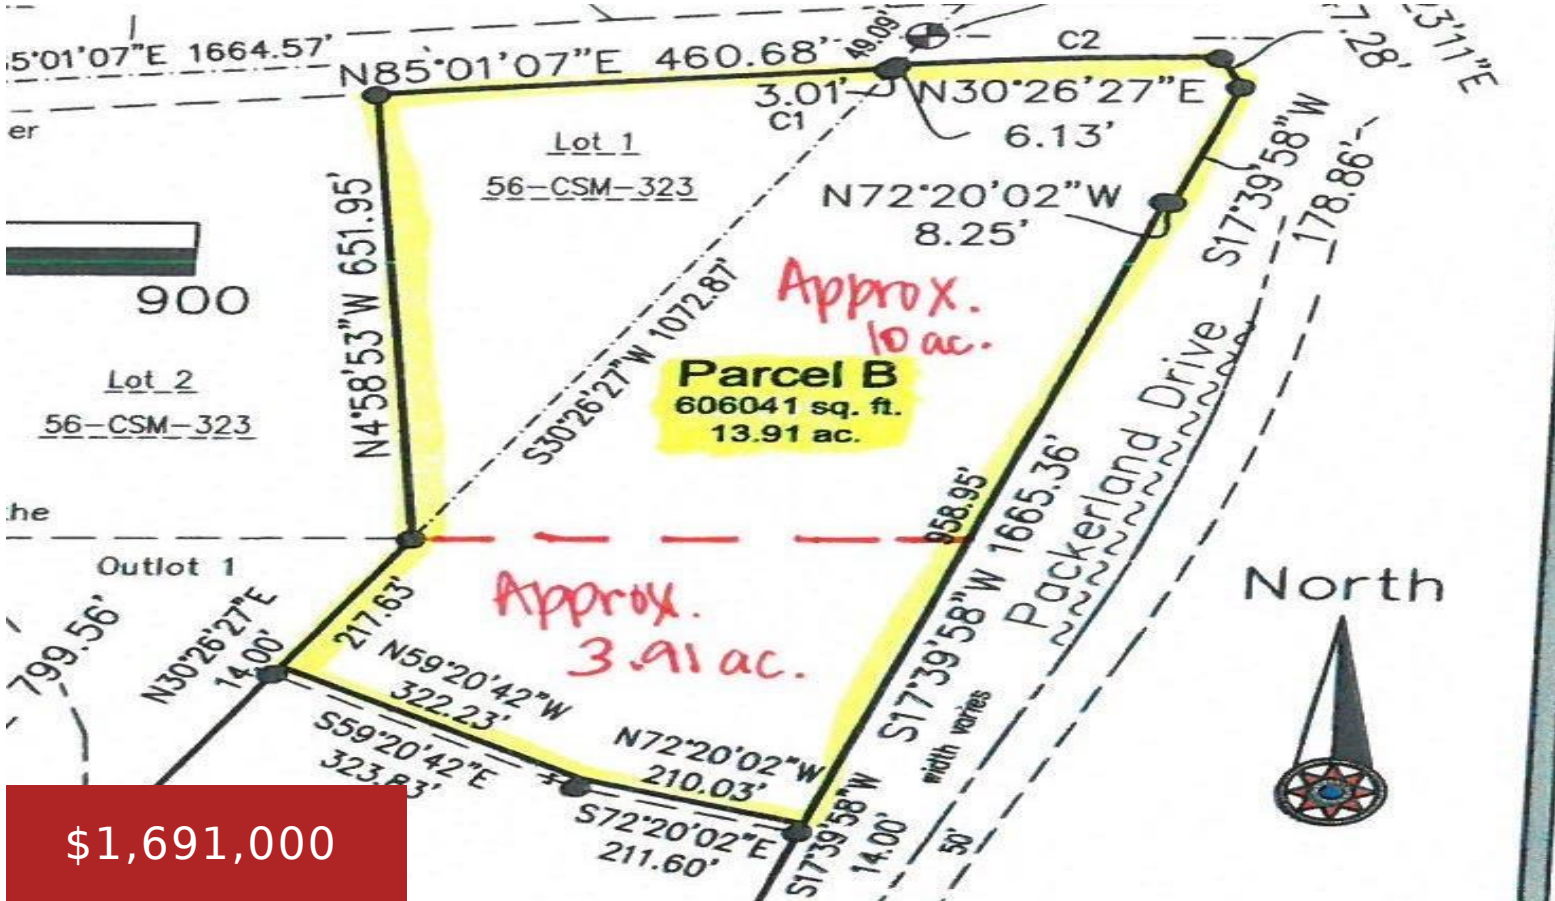 5°01'07"E 1664.57'
N85°01'07"E 460.68'
49.09'
C2
7.28'
3'11"E
3.01'
C1
N30°26'27"E
6.13'
er
Lot 1
56-CSM-323
N72°20'02"W
8.25'
S17°39'58"W
178.86'
N4°58'53"W 651.95'
900
S30°26'27"W 1072.87'
Approx.
10 ac.
Parcel B
606041 sq. ft.
13.91 ac.
Lot 2
56-CSM-323
Packerland Drive
958.95'
S17°39'58"W 1665.36'
he
Outlot 1
North
799.56'
N30°26'27"E
14.00'
217.63'
Approx.
3.91 ac.
N59°20'42"W
322.23'
S59°20'42"E
323.83'
N72°20'02"W
210.03'
S72°20'02"E
211.60'
S17°39'58"W
14.00'
width varies
50'
$1,691,000